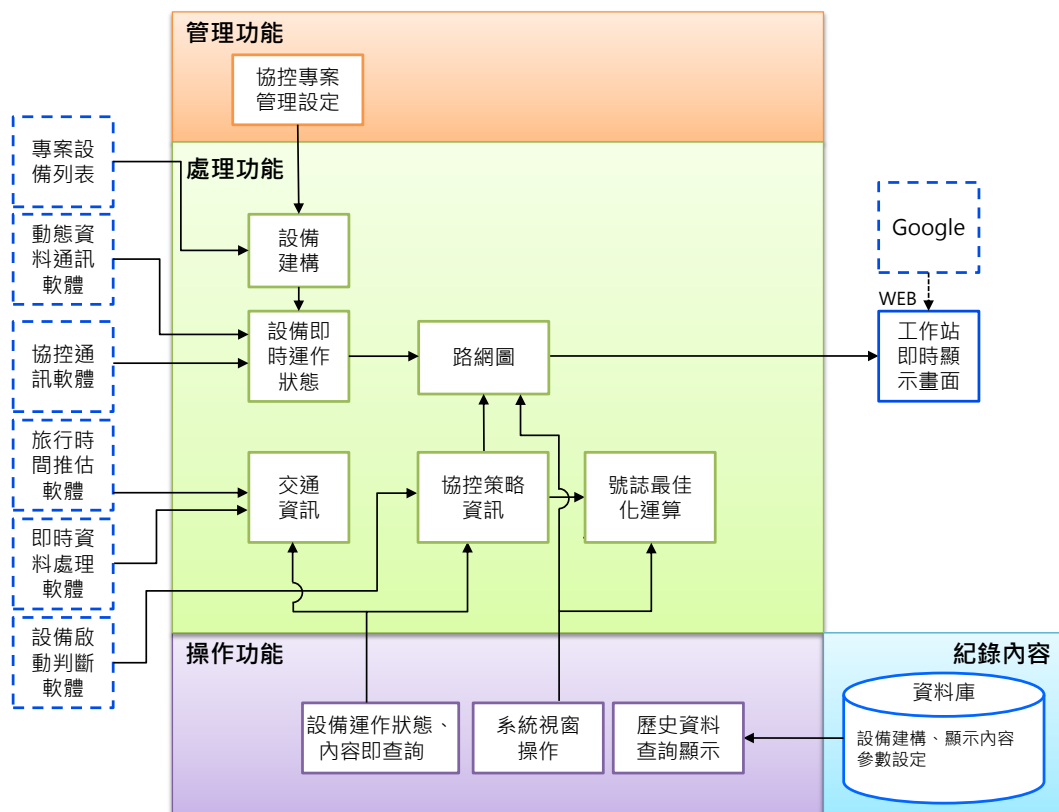 管理功能
協控專案
管理設定
專案設
備列表
動態資
料通訊
軟體
協控通
訊軟體
旅行時
間推估
軟體
即時資
料處理
軟體
設備啟
動判斷
軟體
處理功能
設備
建構
設備即
時運作
狀態
路網圖
交通
資訊
協控策略
資訊
號誌最佳
化運算
Google
WEB
工作站
即時顯
示畫面
操作功能
設備運作狀態、
內容即查詢
系統視窗
操作
歷史資料
查詢顯示
紀錄內容
資料庫
設備建構、顯示內容
參數設定